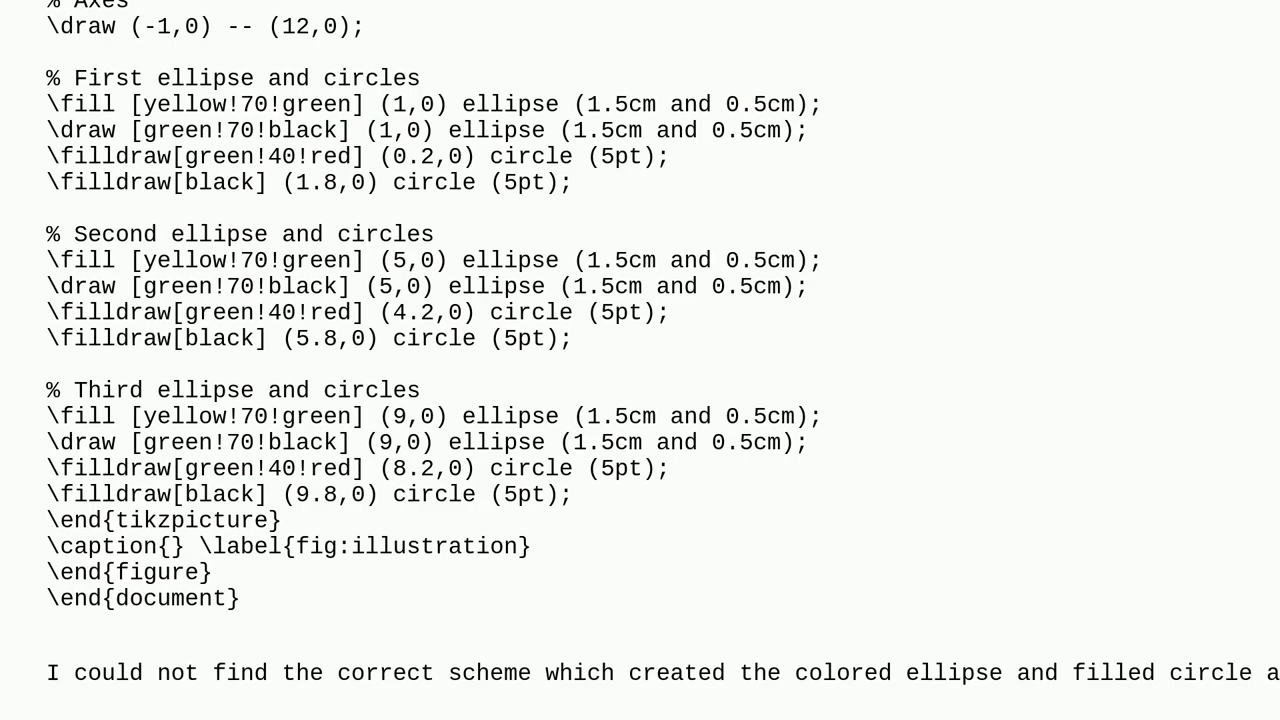 % Axes
\draw (-1,0) -- (12,0);
% First ellipse and circles
\fill [yellow!70!green] (1,0) ellipse (1.5cm and 0.5cm);
\draw [green!70!black] (1,0) ellipse (1.5cm and 0.5cm);
\filldraw[green!40!red] (0.2,0) circle (5pt);
\filldraw[black] (1.8,0) circle (5pt);
% Second ellipse and circles
\fill [yellow!70!green] (5,0) ellipse (1.5cm and 0.5cm);
\draw [green!70!black] (5,0) ellipse (1.5cm and 0.5cm);
\filldraw[green!40!red] (4.2,0) circle (5pt);
\filldraw[black] (5.8,0) circle (5pt);
% Third ellipse and circles
\fill [yellow!70!green] (9,0) ellipse (1.5cm and 0.5cm);
\draw [green!70!black] (9,0) ellipse (1.5cm and 0.5cm);
\filldraw[green!40!red] (8.2,0) circle (5pt);
\filldraw[black] (9.8,0) circle (5pt);
\end{tikzpicture}
\caption{} \label{fig:illustration}
\end{figure}
\end{document}
I could not find the correct scheme which created the colored ellipse and filled circle